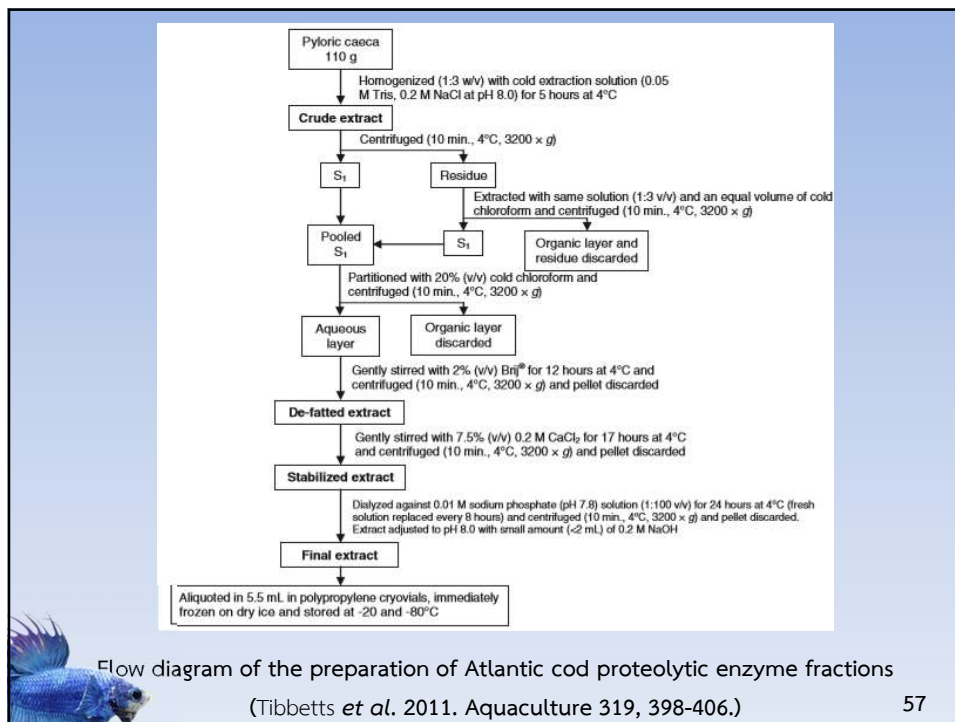 Pyloric caeca
110 g
Homogenized (1:3 w/v) with cold extraction solution (0.05
M Tris, 0.2 M NaCl at pH 8.0) for 5 hours at 4°C
Crude extract
Centrifuged (10 min., 4°C, 3200 × g)
S₁
Residue
Extracted with same solution (1:3 v/v) and an equal volume of cold
chloroform and centrifuged (10 min., 4°C, 3200 × g)
Pooled
S₁
S₁
Organic layer and
residue discarded
Partitioned with 20% (v/v) cold chloroform and
centrifuged (10 min., 4°C, 3200 × g)
Aqueous
layer
Organic layer
discarded
Gently stirred with 2% (v/v) Brij® for 12 hours at 4°C and
centrifuged (10 min., 4°C, 3200 × g) and pellet discarded
De-fatted extract
Gently stirred with 7.5% (v/v) 0.2 M CaCl₂ for 17 hours at 4°C
and centrifuged (10 min., 4°C, 3200 × g) and pellet discarded
Stabilized extract
Dialyzed against 0.01 M sodium phosphate (pH 7.8) solution (1:100 v/v) for 24 hours at 4°C (fresh
solution replaced every 8 hours) and centrifuged (10 min., 4°C, 3200 × g) and pellet discarded.
Extract adjusted to pH 8.0 with small amount (<2 mL) of 0.2 M NaOH
Final extract
Aliquoted in 5.5 mL in polypropylene cryovials, immediately
frozen on dry ice and stored at -20 and -80°C
Flow diagram of the preparation of Atlantic cod proteolytic enzyme fractions
(Tibbetts et al. 2011. Aquaculture 319, 398-406.)
57